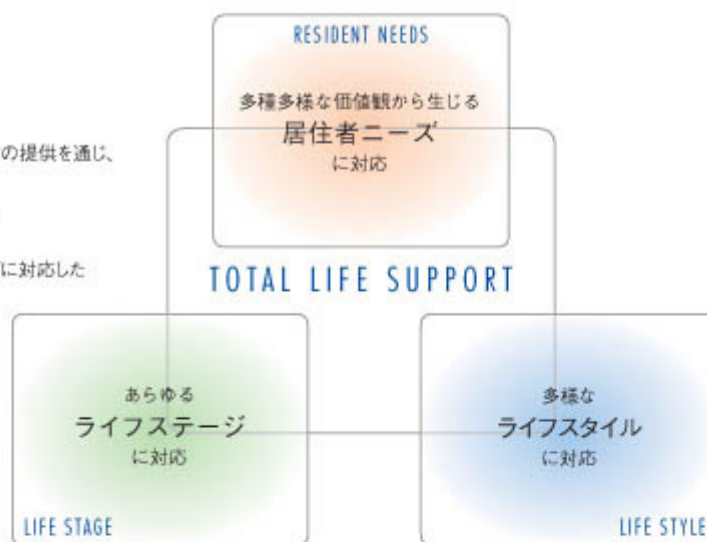 RESIDENT NEEDS
多種多様な価値観から生じる
居住者ニーズ
に対応
の提供を通じ、
に対応した
TOTAL LIFE SUPPORT
あらゆる
ライフステージ
に対応
LIFE STAGE
多様な
ライフスタイル
に対応
LIFE STYLE